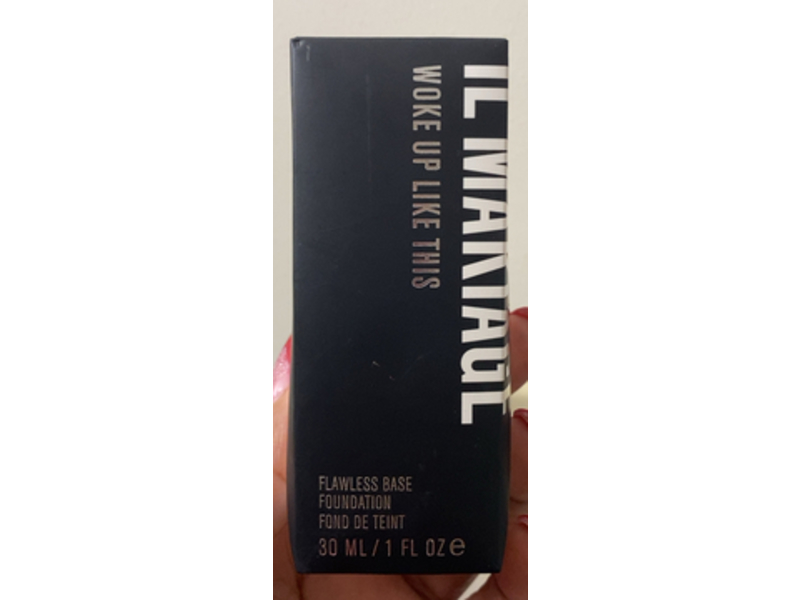 IL MAKIAGE
WOKE UP LIKE THIS
FLAWLESS BASE
FOUNDATION
FOND DE TEINT
30 ML / 1 FL OZ e